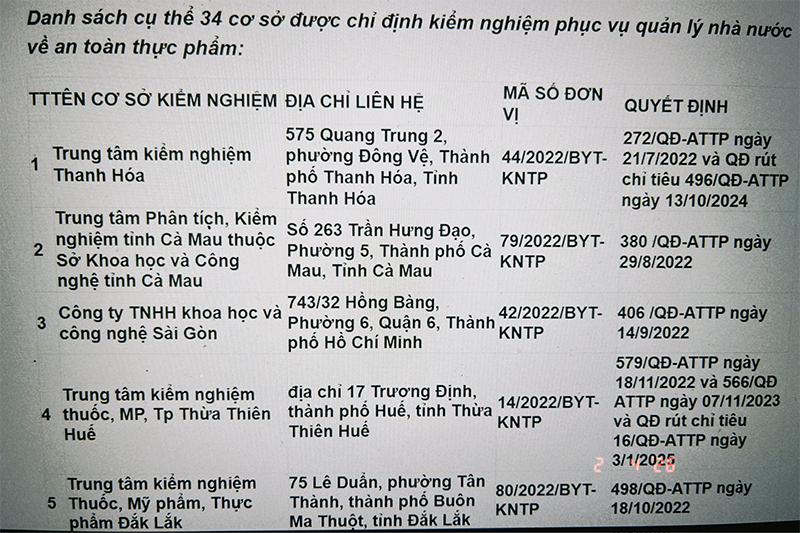 Danh sách cụ thể 34 cơ sở được chỉ định kiểm nghiệm phục vụ quản lý nhà nước
về an toàn thực phẩm:
TT TÊN CƠ SỞ KIỂM NGHIỆM ĐỊA CHỈ LIÊN HỆ MÃ SỐ ĐƠN VỊ QUYẾT ĐỊNH
1
Trung tâm kiểm nghiệm
Thanh Hóa
575 Quang Trung 2,
phường Đông Vệ, Thành
phố Thanh Hóa, Tỉnh
Thanh Hóa
44/2022/BYT-
KNTP
272/QĐ-ATTP ngày
21/7/2022 và QĐ rút
chỉ tiêu 496/QĐ-ATTP
ngày 13/10/2024
2
Trung tâm Phân tích, Kiểm
nghiệm tỉnh Cà Mau thuộc
Sở Khoa học và Công
nghệ tỉnh Cà Mau
Số 263 Trần Hưng Đạo,
Phường 5, Thành phố Cà
Mau, Tỉnh Cà Mau
79/2022/BYT-
KNTP
380 /QĐ-ATTP ngày
29/8/2022
3
Công ty TNHH khoa học và
công nghệ Sài Gòn
743/32 Hồng Bàng,
Phường 6, Quận 6, Thành
phố Hồ Chí Minh
42/2022/BYT-
KNTP
406 /QĐ-ATTP ngày
14/9/2022
4
Trung tâm kiểm nghiệm
thuốc, MP, Tp Thừa Thiên
Huế
địa chỉ 17 Trương Định,
thành phố Huế, tỉnh Thừa
Thiên Huế
14/2022/BYT-
KNTP
579/QĐ-ATTP ngày
18/11/2022 và 566/QĐ
ATTP ngày 07/11/2023
và QĐ rút chỉ tiêu
16/QĐ-ATTP ngày
3/1/2025
2 4 26
5
Trung tâm kiểm nghiệm
Thuốc, Mỹ phẩm, Thực
phẩm Đắk Lắk
75 Lê Duẩn, phường Tân
Thành, thành phố Buôn
Ma Thuột, tỉnh Đắk Lắk
80/2022/BYT-
KNTP
498/QĐ-ATTP ngày
18/10/2022